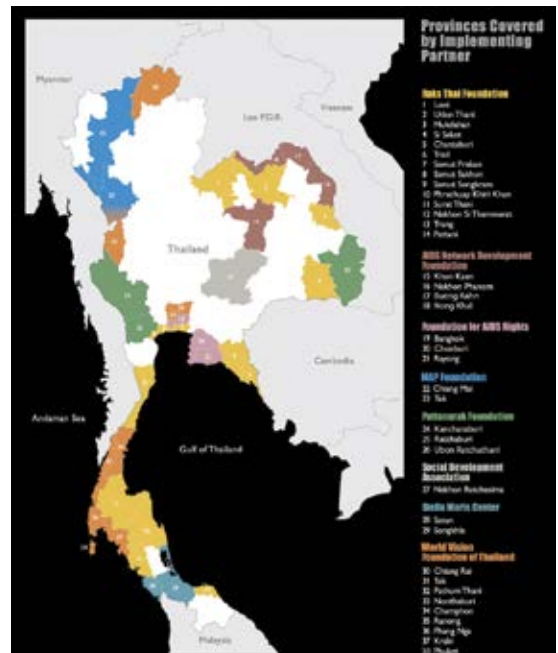 Provinces Covered
by Implementing
Partner
Myanmar
Lao P.D.R.
Vietnam
Thailand
Cambodia
Andaman Sea
Gulf of Thailand
Malaysia
Raks Thai Foundation
1 Loei
2 Udon Thani
3 Mukdahan
4 Si Saket
5 Chantaburi
6 Trad
7 Samut Prakan
8 Samut Sakhon
9 Samut Songkram
10 Prachuap Khiri Khan
11 Surat Thani
12 Nakhon Si Thammarat
13 Trang
14 Pattani
AIDS Network Development
Foundation
15 Khon Kaen
16 Nakhon Phanom
17 Bueng Kahn
18 Nong Khai
Foundation for AIDS Rights
19 Bangkok
20 Chonburi
21 Rayong
MAP Foundation
22 Chiang Mai
23 Tak
Pattanarak Foundation
24 Kanchanaburi
25 Ratchaburi
26 Ubon Ratchathani
Social Development
Association
27 Nakhon Ratchasima
Stella Maris Center
28 Satun
29 Songkhla
World Vision
Foundation of Thailand
30 Chiang Rai
31 Tak
32 Pathum Thani
33 Nonthaburi
34 Chumphon
35 Ranong
36 Phang Nga
37 Krabi
Phuket